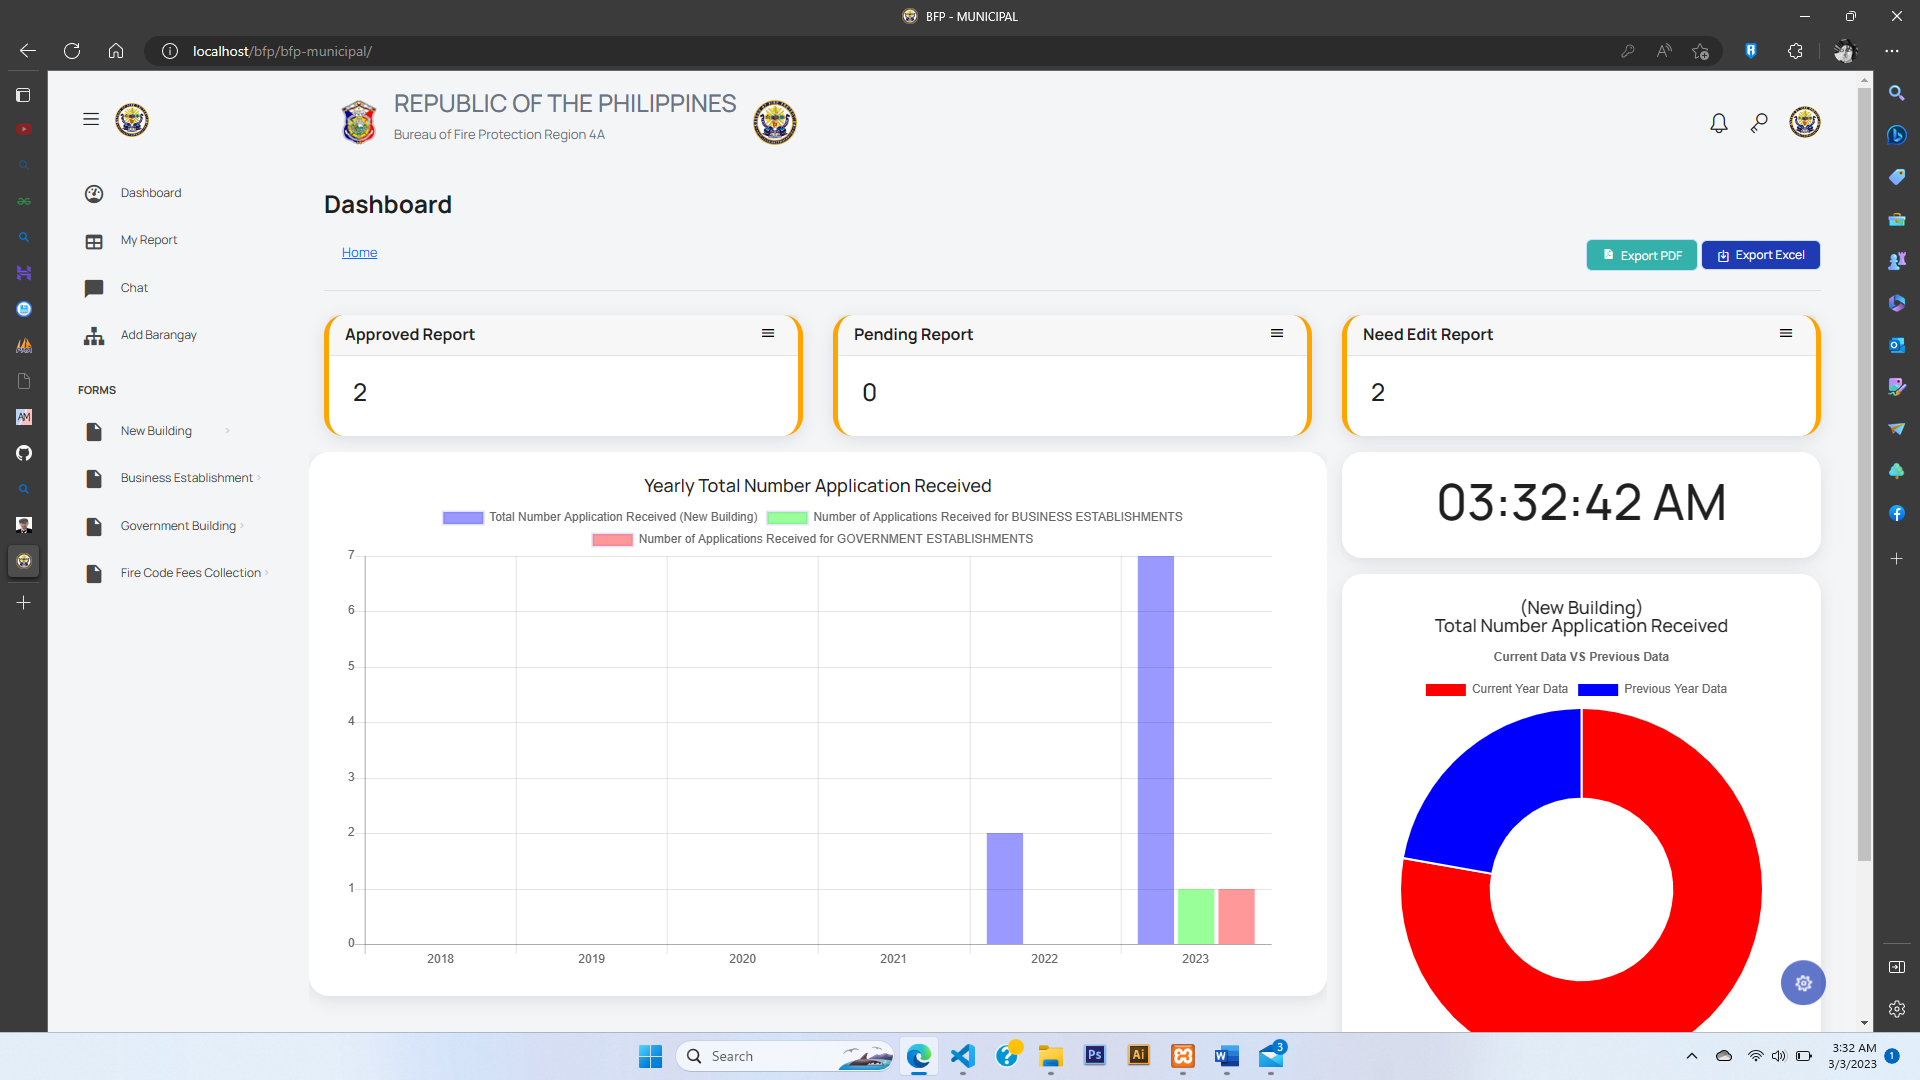 BFP - MUNICIPAL
localhost/bfp/bfp-municipal/
REPUBLIC OF THE PHILIPPINES
Bureau of Fire Protection Region 4A
Dashboard
My Report
Chat
Add Barangay
FORMS
New Building
Business Establishment
Government Building
Fire Code Fees Collection
Dashboard
Home
Export PDF
Export Excel
Approved Report
2
Pending Report
0
Need Edit Report
2
Yearly Total Number Application Received
Total Number Application Received (New Building)
Number of Applications Received for BUSINESS ESTABLISHMENTS
Number of Applications Received for GOVERNMENT ESTABLISHMENTS
7
6
5
4
3
2
1
0
2018
2019
2020
2021
2022
2023
03:32:42 AM
(New Building)
Total Number Application Received
Current Data VS Previous Data
Current Year Data
Previous Year Data
Search
Ps
Ai
3
3:32 AM
3/3/2023
1
AM